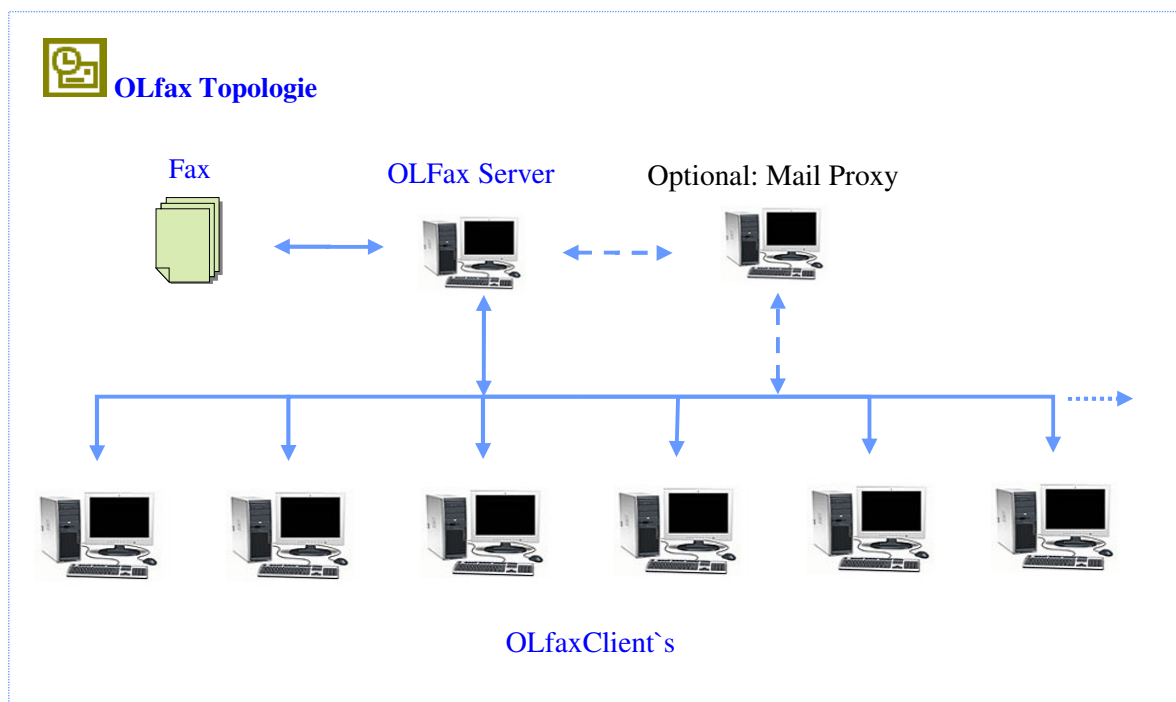 OLfax Topologie
Fax
OLFax Server
Optional: Mail Proxy
OLfaxClient`s